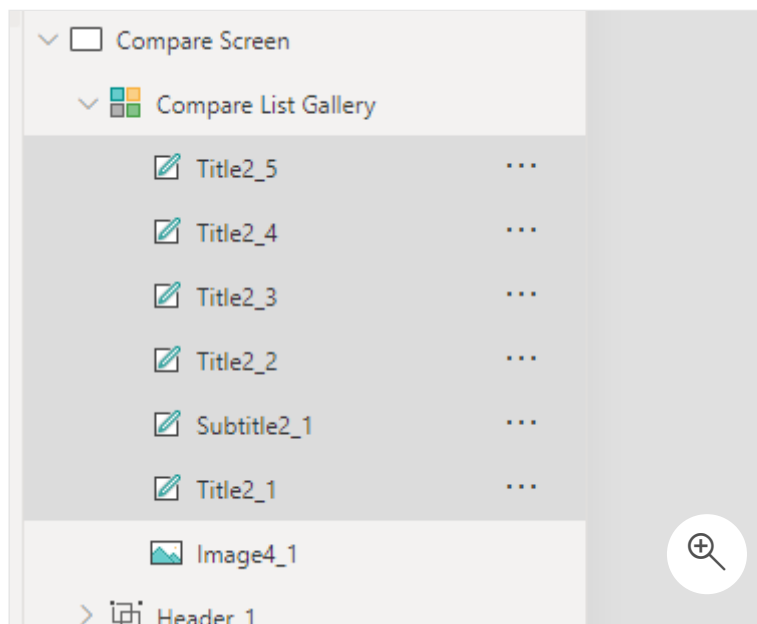 Compare Screen
Compare List Gallery
Title2_5
Title2_4
Title2_3
Title2_2
Subtitle2_1
Title2_1
Image4_1
Header_1